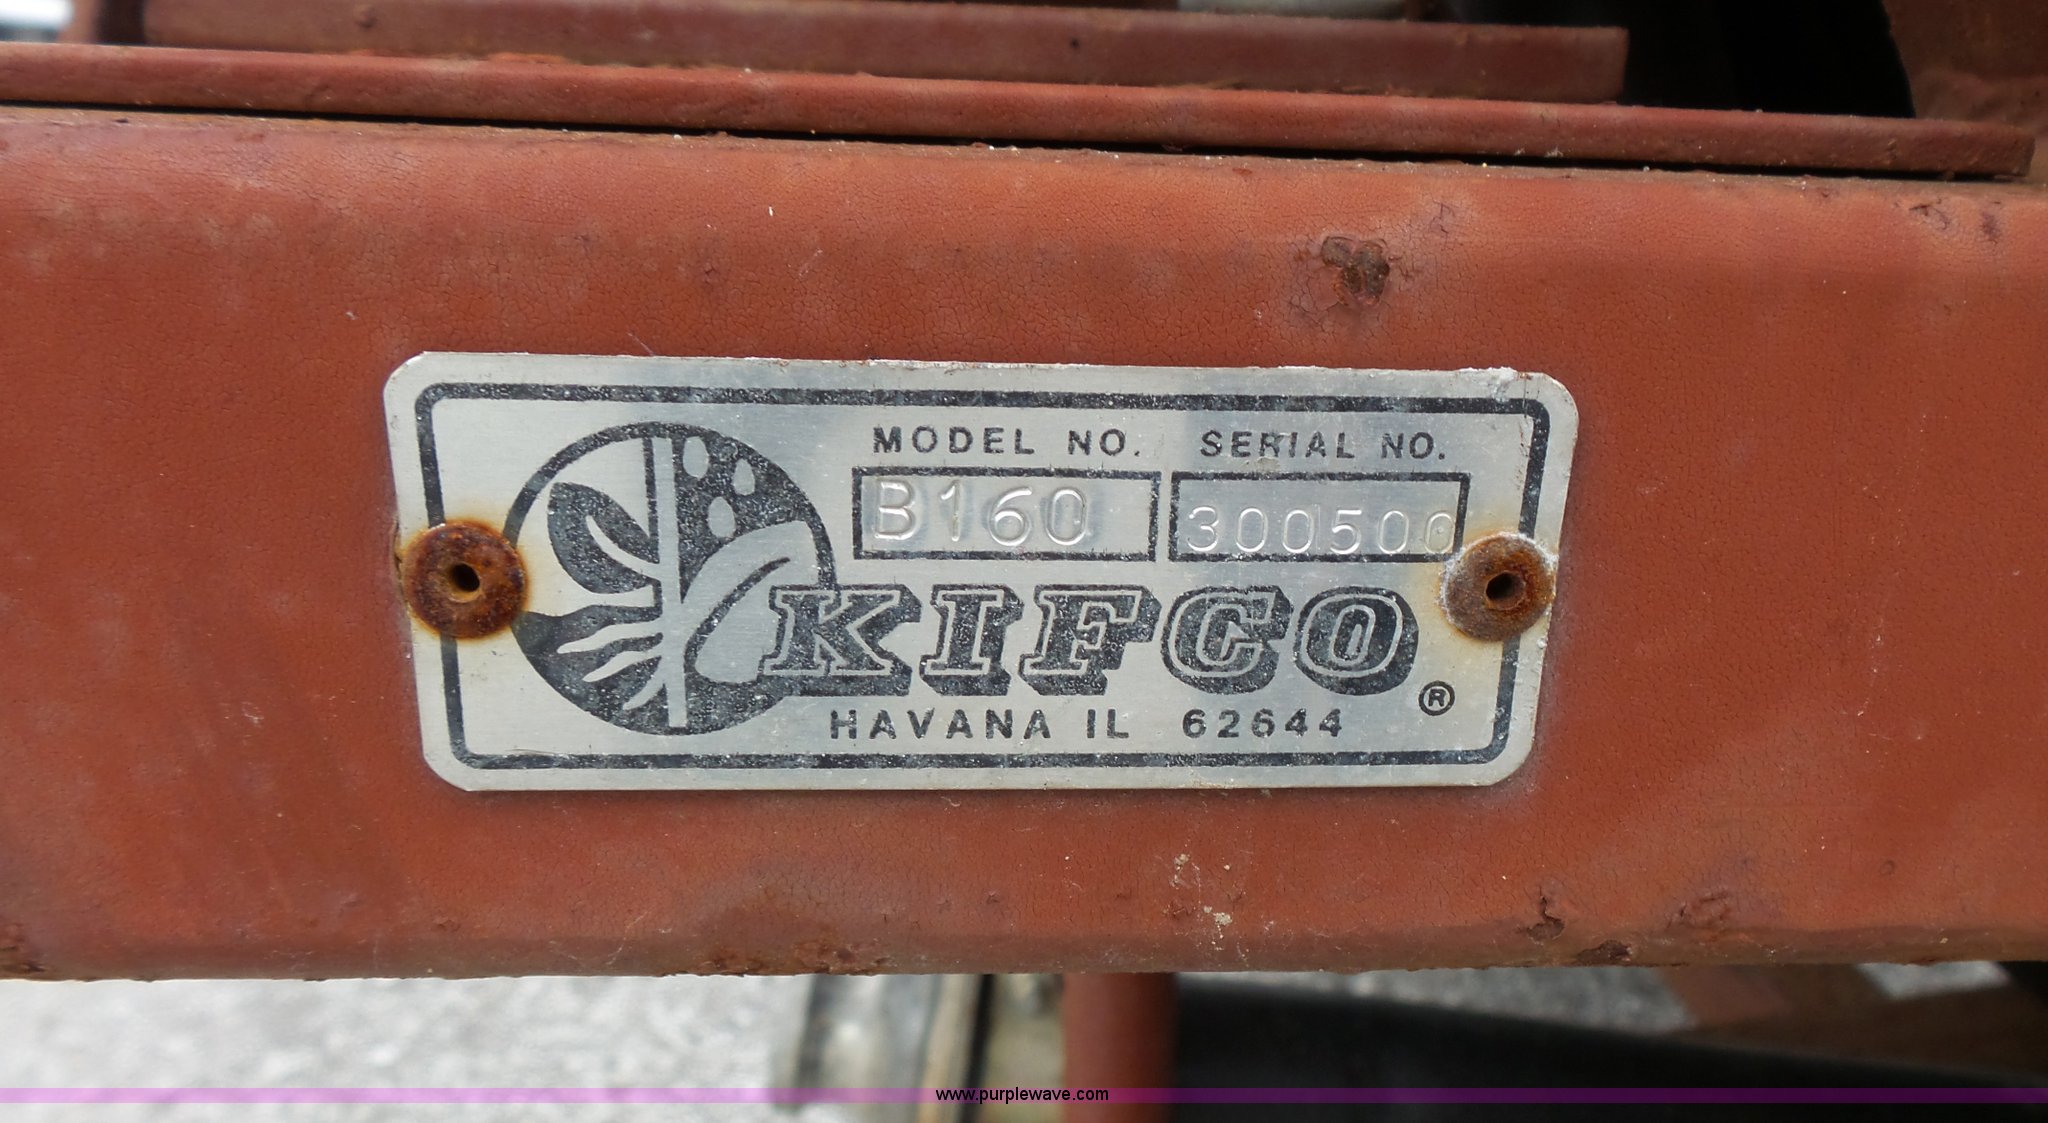 MODEL NO. SERIAL NO.
B160 300500
KIFCO ®
HAVANA IL 62644
www.purplewave.com